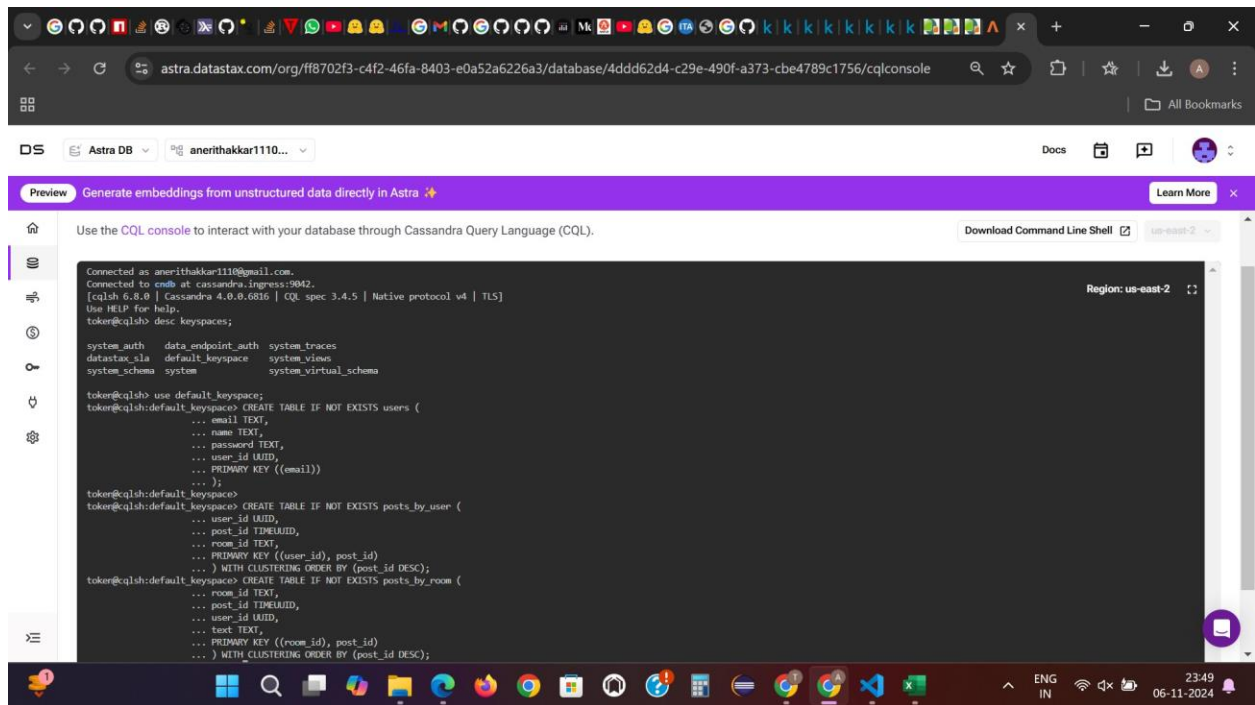 astra.datastax.com/org/ff8702f3-c4f2-46fa-8403-e0a52a6226a3/database/4ddd62d4-c29e-490f-a373-cbe4789c1756/cqlconsole
All Bookmarks
DS Astra DB anerithakkar1110... Docs
Preview Generate embeddings from unstructured data directly in Astra ✨ Learn More
Use the CQL console to interact with your database through Cassandra Query Language (CQL). Download Command Line Shell us-east-2
Connected as anerithakkar1110@gmail.com.
Connected to cndb at cassandra.ingress:9042.
Region: us-east-2
[cqlsh 6.8.0 | Cassandra 4.0.0.6816 | CQL spec 3.4.5 | Native protocol v4 | TLS]
Use HELP for help.
token@cqlsh> desc keyspaces;
system_auth data_endpoint_auth system_traces
datastax_sla default_keyspace system_views
system_schema system system_virtual_schema
token@cqlsh> use default_keyspace;
token@cqlsh:default_keyspace> CREATE TABLE IF NOT EXISTS users (
... email TEXT,
... name TEXT,
... password TEXT,
... user_id UUID,
... PRIMARY KEY ((email))
... );
token@cqlsh:default_keyspace>
token@cqlsh:default_keyspace> CREATE TABLE IF NOT EXISTS posts_by_user (
... user_id UUID,
... post_id TIMEUUID,
... room_id TEXT,
... PRIMARY KEY ((user_id), post_id)
... ) WITH CLUSTERING ORDER BY (post_id DESC);
token@cqlsh:default_keyspace> CREATE TABLE IF NOT EXISTS posts_by_room (
... room_id TEXT,
... post_id TIMEUUID,
... user_id UUID,
... text TEXT,
... PRIMARY KEY ((room_id), post_id)
... ) WITH CLUSTERING ORDER BY (post_id DESC);
ENG 23:49
IN 06-11-2024